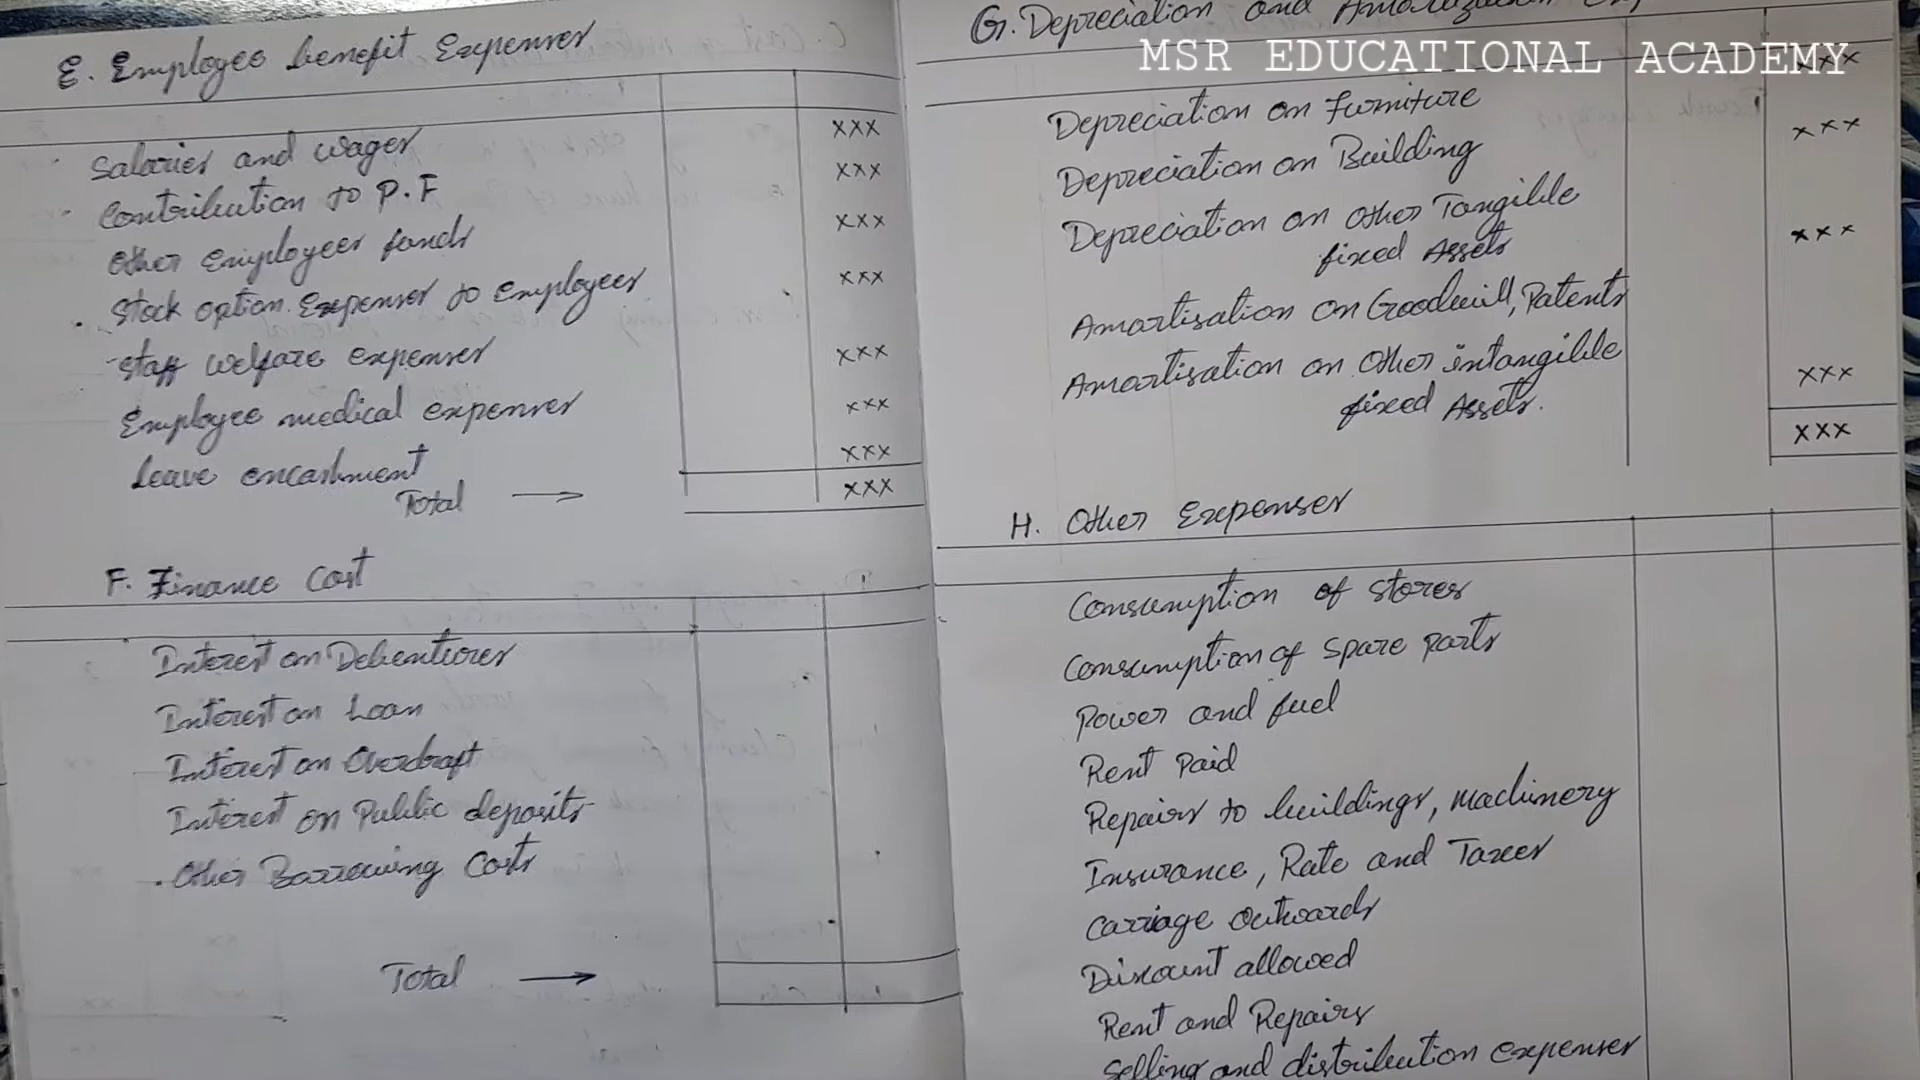 E. Employee benefit Expenses
Salaries and wages xxx
Contribution to P.F xxx
Other Employees funds xxx
Stock option Expenses to Employees xxx
Staff welfare expenses xxx
Employee medical expenses xxx
Leave encashment xxx
Total → xxx
F. Finance Cost
Interest on Debentures
Interest on Loan
Interest on Overdraft
Interest on Public deposits
Other Borrowing Costs
Total →
G. Depreciation and Amortization
MSR EDUCATIONAL ACADEMY
xxx
Depreciation on Furniture
Depreciation on Building xxx
Depreciation on Other Tangible
fixed Assets xxx
Amortisation on Goodwill, Patents
Amortisation on Other intangible
fixed Assets. xxx
xxx
H. Other Expenses
Consumption of stores
Consumption of Spare parts
Power and fuel
Rent Paid
Repairs to buildings, machinery
Insurance, Rate and Taxes
Carriage Outwards
Discount allowed
Rent and Repairs
Selling and distribution expenses